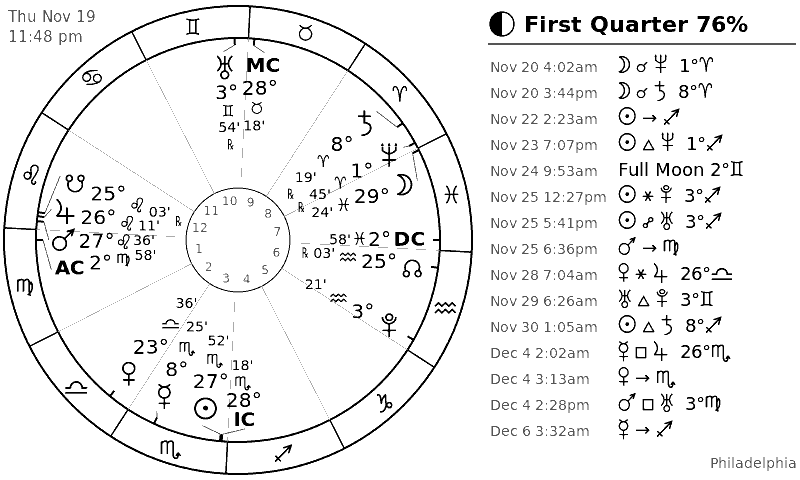 Thu Nov 19
11:48 pm
♊ ♉ ♈ ♓ ♒ ♑ ♐ ♏ ♎ ♍ ♌ ♋
♅ MC
3° 28°
♊ ♉
54' 18'
℞
♄
8°
♈
19'
℞
♆
1°
♈
45'
℞
☽
29°
♓
24'
58' ♓ 2° DC
℞ 03' ♒ 25° ☊
21' ♒ 3° ♇
☋ 25° ♌ 03' ℞
♃ 26° ♌ 11'
♂ 27° ♌ 36'
AC 2° ♍ 58'
36'
♎
23°
♀
25'
♏
8°
☿
52'
♏
27°
☉
18'
♏
28°
IC
10 9 8 7 6 5 4 3 2 1 12 11
First Quarter 76%
Nov 20 4:02am ☽ ☌ ♆ 1°♈
Nov 20 3:44pm ☽ ☌ ♄ 8°♈
Nov 22 2:23am ☉ → ♐
Nov 23 7:07pm ☉ △ ♆ 1°♐
Nov 24 9:53am Full Moon 2°♊
Nov 25 12:27pm ☉ ⚹ ♇ 3°♐
Nov 25 5:41pm ☉ ☍ ♅ 3°♐
Nov 25 6:36pm ♂ → ♍
Nov 28 7:04am ♀ ⚹ ♃ 26°♎
Nov 29 6:26am ♅ △ ♇ 3°♊
Nov 30 1:05am ☉ △ ♄ 8°♐
Dec 4 2:02am ☿ □ ♃ 26°♏
Dec 4 3:13am ♀ → ♏
Dec 4 2:28pm ♂ □ ♅ 3°♍
Dec 6 3:32am ☿ → ♐
Philadelphia